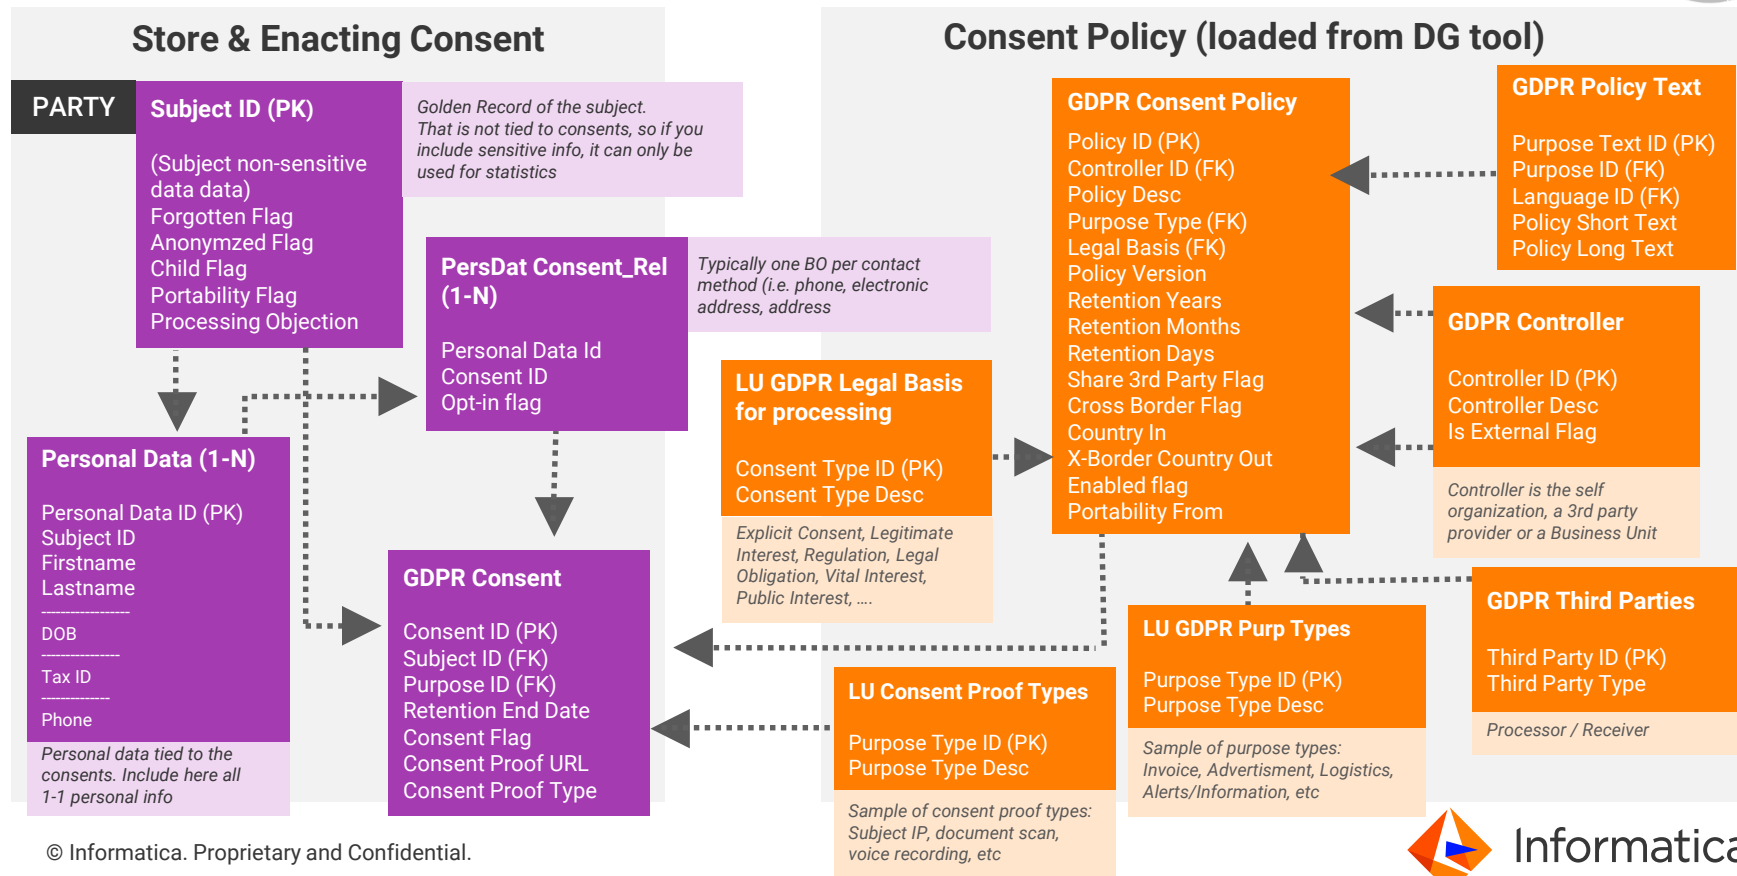 Store & Enacting Consent
PARTY
Subject ID (PK)
(Subject non-sensitive
data data)
Forgotten Flag
Anonymzed Flag
Child Flag
Portability Flag
Processing Objection
Golden Record of the subject.
That is not tied to consents, so if you
include sensitive info, it can only be
used for statistics
PersDat Consent_Rel
(1-N)
Personal Data Id
Consent ID
Opt-in flag
Typically one BO per contact
method (i.e. phone, electronic
address, address
Personal Data (1-N)
Personal Data ID (PK)
Subject ID
Firstname
Lastname
------------------
DOB
----------------
Tax ID
--------------
Phone
Personal data tied to the
consents. Include here all
1-1 personal info
GDPR Consent
Consent ID (PK)
Subject ID (FK)
Purpose ID (FK)
Retention End Date
Consent Flag
Consent Proof URL
Consent Proof Type
Consent Policy (loaded from DG tool)
GDPR Consent Policy
Policy ID (PK)
Controller ID (FK)
Policy Desc
Purpose Type (FK)
Legal Basis (FK)
Policy Version
Retention Years
Retention Months
Retention Days
Share 3rd Party Flag
Cross Border Flag
Country In
X-Border Country Out
Enabled flag
Portability From
GDPR Policy Text
Purpose Text ID (PK)
Purpose ID (FK)
Language ID (FK)
Policy Short Text
Policy Long Text
GDPR Controller
Controller ID (PK)
Controller Desc
Is External Flag
Controller is the self
organization, a 3rd party
provider or a Business Unit
LU GDPR Legal Basis
for processing
Consent Type ID (PK)
Consent Type Desc
Explicit Consent, Legitimate
Interest, Regulation, Legal
Obligation, Vital Interest,
Public Interest, ....
LU Consent Proof Types
Purpose Type ID (PK)
Purpose Type Desc
Sample of consent proof types:
Subject IP, document scan,
voice recording, etc
LU GDPR Purp Types
Purpose Type ID (PK)
Purpose Type Desc
Sample of purpose types:
Invoice, Advertisment, Logistics,
Alerts/Information, etc
GDPR Third Parties
Third Party ID (PK)
Third Party Type
Processor / Receiver
© Informatica. Proprietary and Confidential.
Informatica